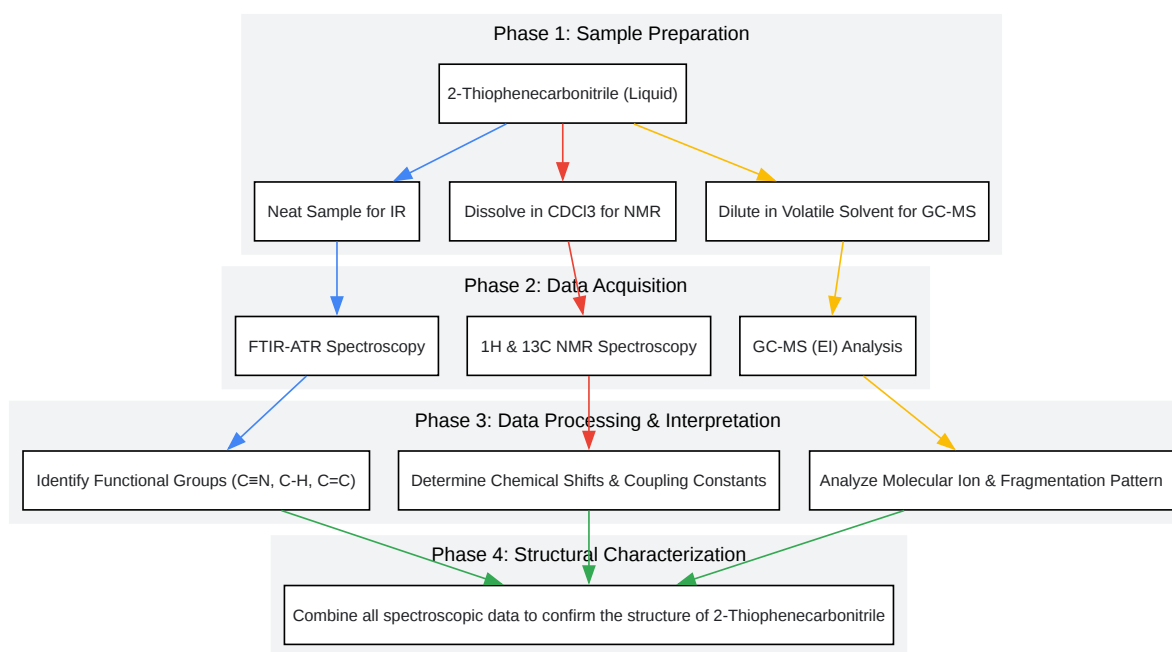 Phase 1: Sample Preparation
2-Thiophenecarbonitrile (Liquid)
Neat Sample for IR
Dissolve in CDCl3 for NMR
Dilute in Volatile Solvent for GC-MS
Phase 2: Data Acquisition
FTIR-ATR Spectroscopy
1H & 13C NMR Spectroscopy
GC-MS (EI) Analysis
Phase 3: Data Processing & Interpretation
Identify Functional Groups (C≡N, C-H, C=C)
Determine Chemical Shifts & Coupling Constants
Analyze Molecular Ion & Fragmentation Pattern
Phase 4: Structural Characterization
Combine all spectroscopic data to confirm the structure of 2-Thiophenecarbonitrile